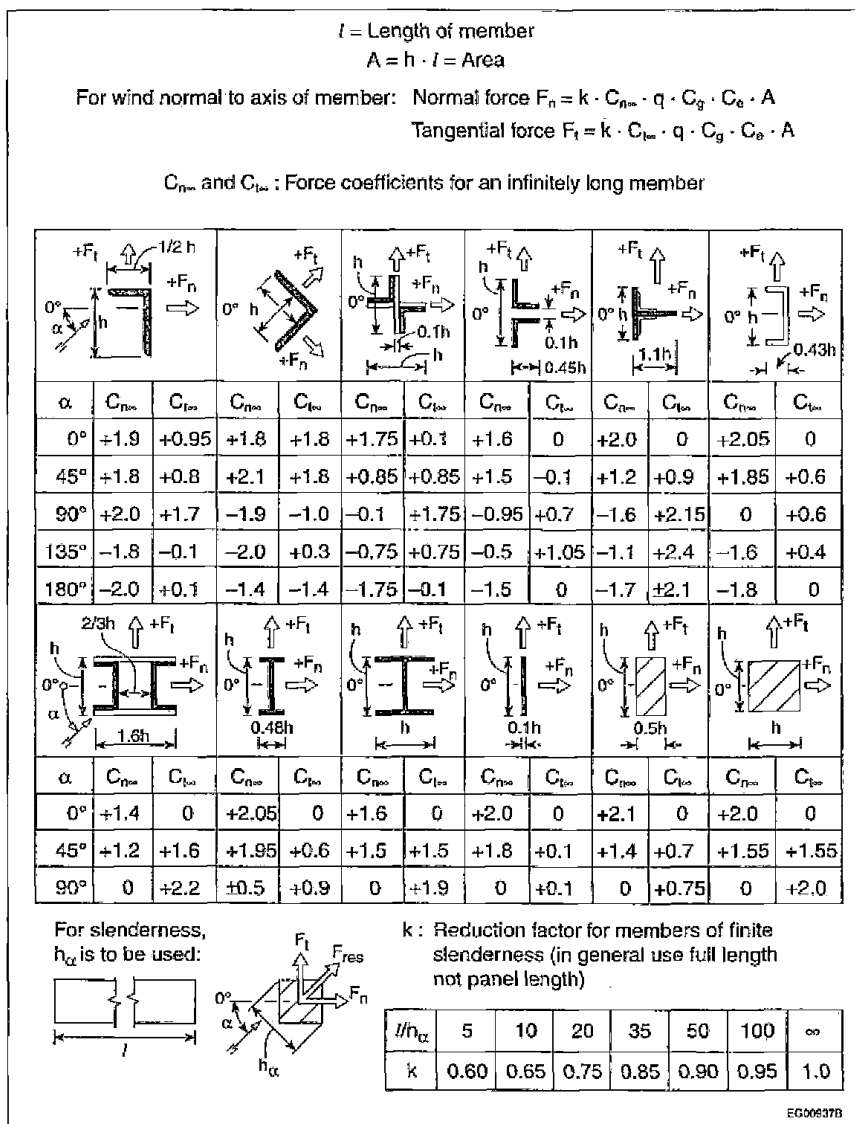 l = Length of member
A = h · l = Area
For wind normal to axis of member: Normal force Fn = k · Cn∞ · q · Cg · Ce · A
Tangential force Ft = k · Ct∞ · q · Cg · Ce · A
Cn∞ and Ct∞ : Force coefficients for an infinitely long member
+Ft 1/2 h +Fn 0° α h
+Ft 0° h +Fn
h +Ft +Fn 0° 0.1h h
h +Ft +Fn 0° 0.1h 0.45h
+Ft +Fn 0° h 1.1h
+Ft +Fn 0° h 0.43h
α Cn∞ Ct∞ Cn∞ Ct∞ Cn∞ Ct∞ Cn∞ Ct∞ Cn∞ Ct∞ Cn∞ Ct∞
0° +1.9 +0.95 +1.8 +1.8 +1.75 +0.1 +1.6 0 +2.0 0 +2.05 0
45° +1.8 +0.8 +2.1 +1.8 +0.85 +0.85 +1.5 −0.1 +1.2 +0.9 +1.85 +0.6
90° +2.0 +1.7 −1.9 −1.0 −0.1 +1.75 −0.95 +0.7 −1.6 +2.15 0 +0.6
135° −1.8 −0.1 −2.0 +0.3 −0.75 +0.75 −0.5 +1.05 −1.1 +2.4 −1.6 +0.4
180° −2.0 +0.1 −1.4 −1.4 −1.75 −0.1 −1.5 0 −1.7 ±2.1 −1.8 0
2/3h +Ft h +Fn 0° α 1.6h
h +Ft +Fn 0° 0.48h
h +Ft +Fn 0° h
h +Ft +Fn 0° 0.1h
h +Ft +Fn 0° 0.5h
h +Ft +Fn 0° h
α Cn∞ Ct∞ Cn∞ Ct∞ Cn∞ Ct∞ Cn∞ Ct∞ Cn∞ Ct∞ Cn∞ Ct∞
0° +1.4 0 +2.05 0 +1.6 0 +2.0 0 +2.1 0 +2.0 0
45° +1.2 +1.6 +1.95 +0.6 +1.5 +1.5 +1.8 +0.1 +1.4 +0.7 +1.55 +1.55
90° 0 +2.2 ±0.5 +0.9 0 +1.9 0 +0.1 0 +0.75 0 +2.0
For slenderness,
hα is to be used:
l
Ft Fres Fn 0° α hα
k : Reduction factor for members of finite
slenderness (in general use full length
not panel length)
l/hα 5 10 20 35 50 100 ∞
k 0.60 0.65 0.75 0.85 0.90 0.95 1.0
EG00937B